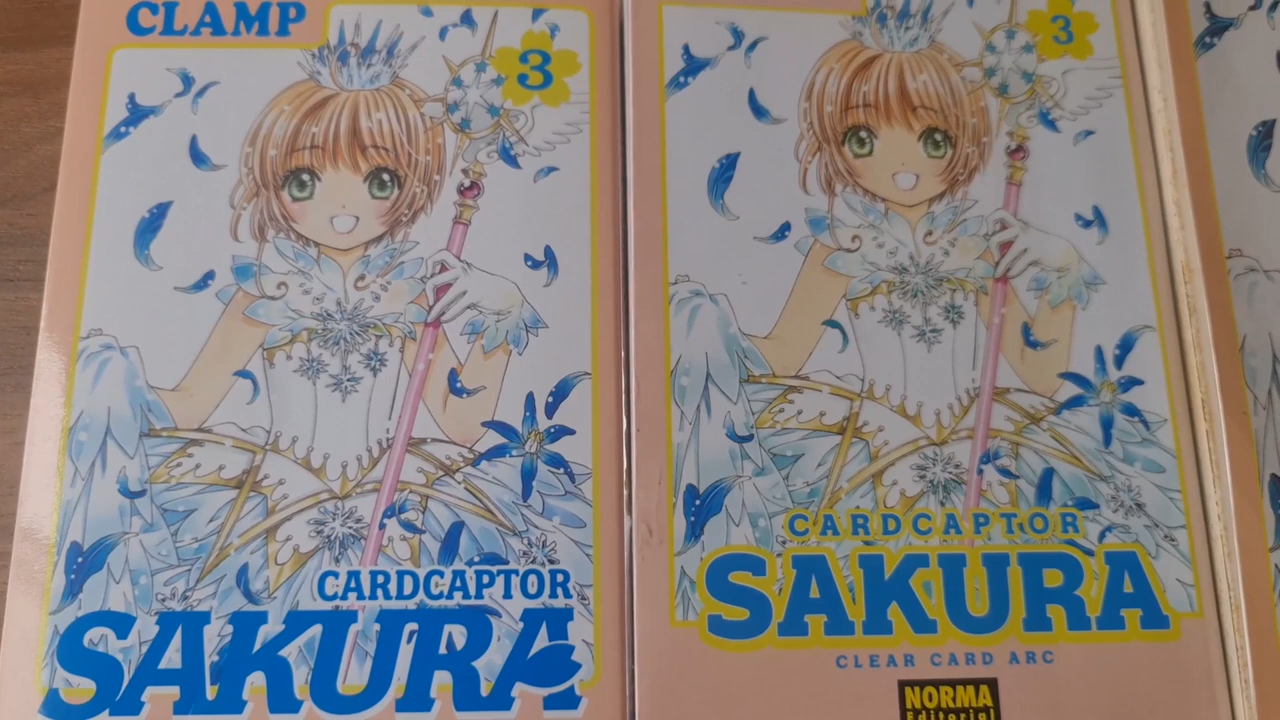 CLAMP
3
CARDCAPTOR
SAKURA
3
CARDCAPTOR
SAKURA
CLEAR CARD ARC
NORMA
Editorial